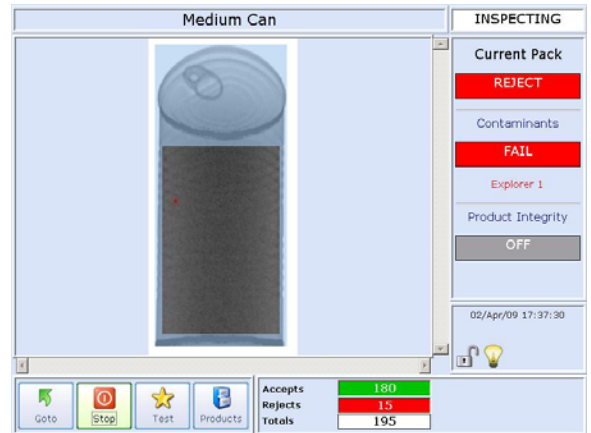 Medium Can
INSPECTING
Current Pack
REJECT
Contaminants
FAIL
Explorer 1
Product Integrity
OFF
02/Apr/09 17:37:30
Goto
Stop
Test
Products
Accepts 180
Rejects 15
Totals 195